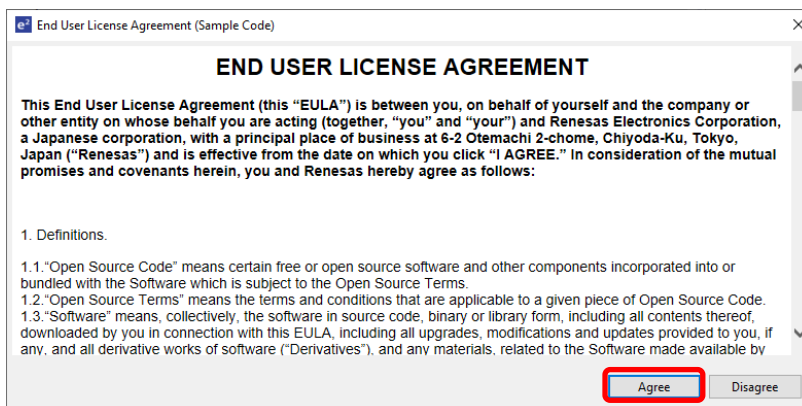 e² End User License Agreement (Sample Code)
END USER LICENSE AGREEMENT
This End User License Agreement (this “EULA”) is between you, on behalf of yourself and the company or
other entity on whose behalf you are acting (together, “you” and “your”) and Renesas Electronics Corporation,
a Japanese corporation, with a principal place of business at 6-2 Otemachi 2-chome, Chiyoda-Ku, Tokyo,
Japan (“Renesas”) and is effective from the date on which you click “I AGREE.” In consideration of the mutual
promises and covenants herein, you and Renesas hereby agree as follows:
1. Definitions.
1.1.“Open Source Code” means certain free or open source software and other components incorporated into or
bundled with the Software which is subject to the Open Source Terms.
1.2.“Open Source Terms” means the terms and conditions that are applicable to a given piece of Open Source Code.
1.3.“Software” means, collectively, the software in source code, binary or library form, including all contents thereof,
downloaded by you in connection with this EULA, including all upgrades, modifications and updates provided to you, if
any, and all derivative works of software (“Derivatives”), and any materials, related to the Software made available by
Agree Disagree